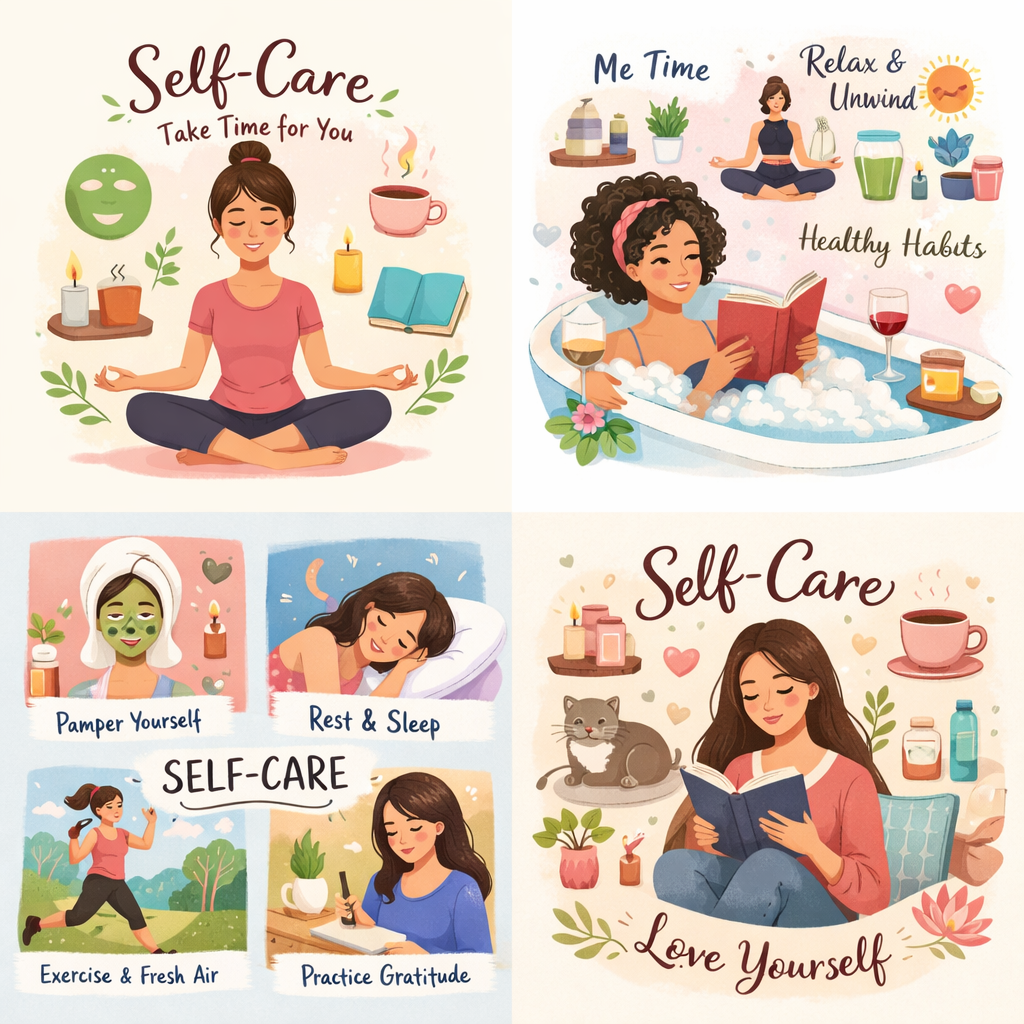 Self-Care
Take Time for You
Me Time
Relax &
Unwind
Healthy Habits
Pamper Yourself
Rest & Sleep
SELF-CARE
Exercise & Fresh Air
Practice Gratitude
Self-Care
Love Yourself